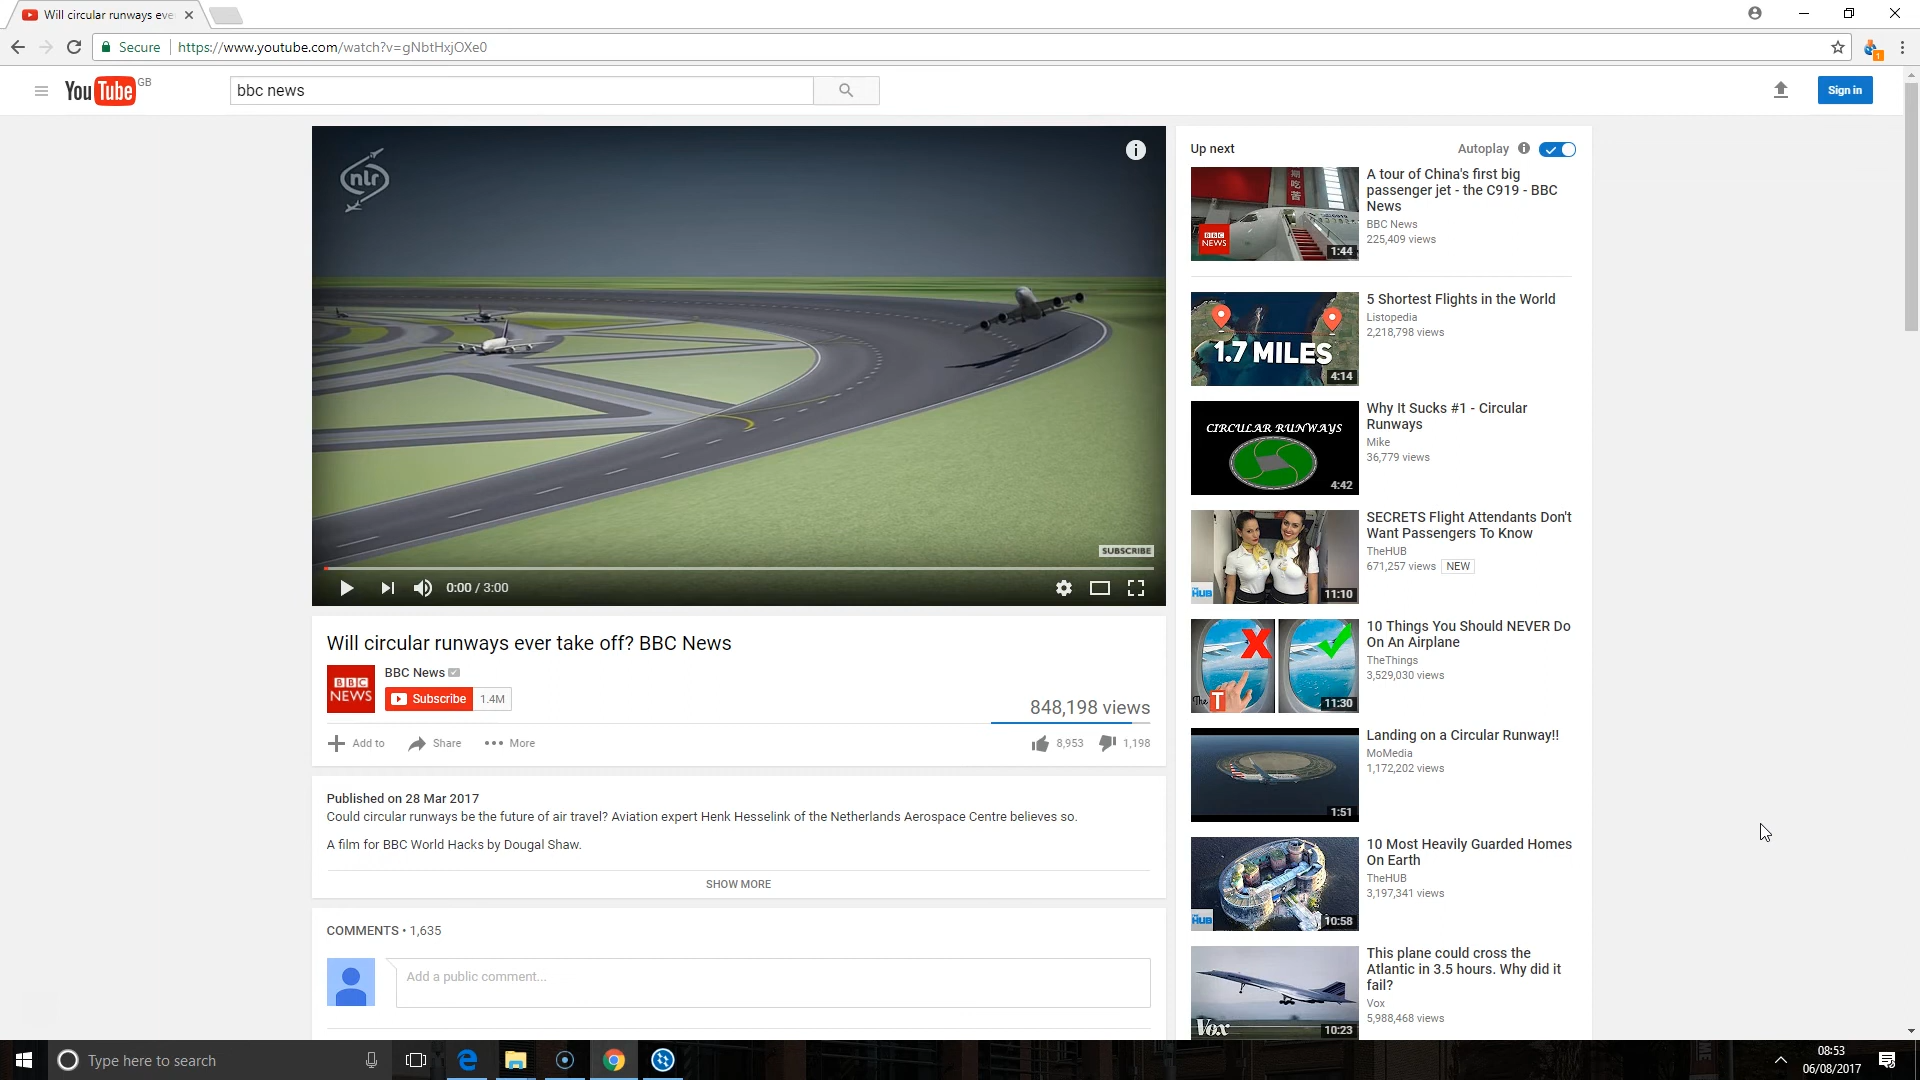 Will circular runways eve
Secure
https://www.youtube.com/watch?v=gNbtHxjOXe0
1
YouTube GB
bbc news
Sign in
nlr
i
SUBSCRIBE
0:00 / 3:00
Will circular runways ever take off? BBC News
BBC NEWS
BBC News
Subscribe 1.4M
848,198 views
Add to
Share
More
8,953
1,198
Published on 28 Mar 2017
Could circular runways be the future of air travel? Aviation expert Henk Hesselink of the Netherlands Aerospace Centre believes so.
A film for BBC World Hacks by Dougal Shaw.
SHOW MORE
COMMENTS • 1,635
Add a public comment...
Up next
Autoplay
BBC NEWS
1:44
A tour of China's first big
passenger jet - the C919 - BBC
News
BBC News
225,409 views
1.7 MILES
4:14
5 Shortest Flights in the World
Listopedia
2,218,798 views
CIRCULAR RUNWAYS
4:42
Why It Sucks #1 - Circular
Runways
Mike
36,779 views
THE HUB
11:10
SECRETS Flight Attendants Don't
Want Passengers To Know
TheHUB
671,257 views NEW
The T
11:30
10 Things You Should NEVER Do
On An Airplane
TheThings
3,529,030 views
1:51
Landing on a Circular Runway!!
MoMedia
1,172,202 views
THE HUB
10:58
10 Most Heavily Guarded Homes
On Earth
TheHUB
3,197,341 views
Vox
10:23
This plane could cross the
Atlantic in 3.5 hours. Why did it
fail?
Vox
5,988,468 views
Type here to search
08:53
06/08/2017